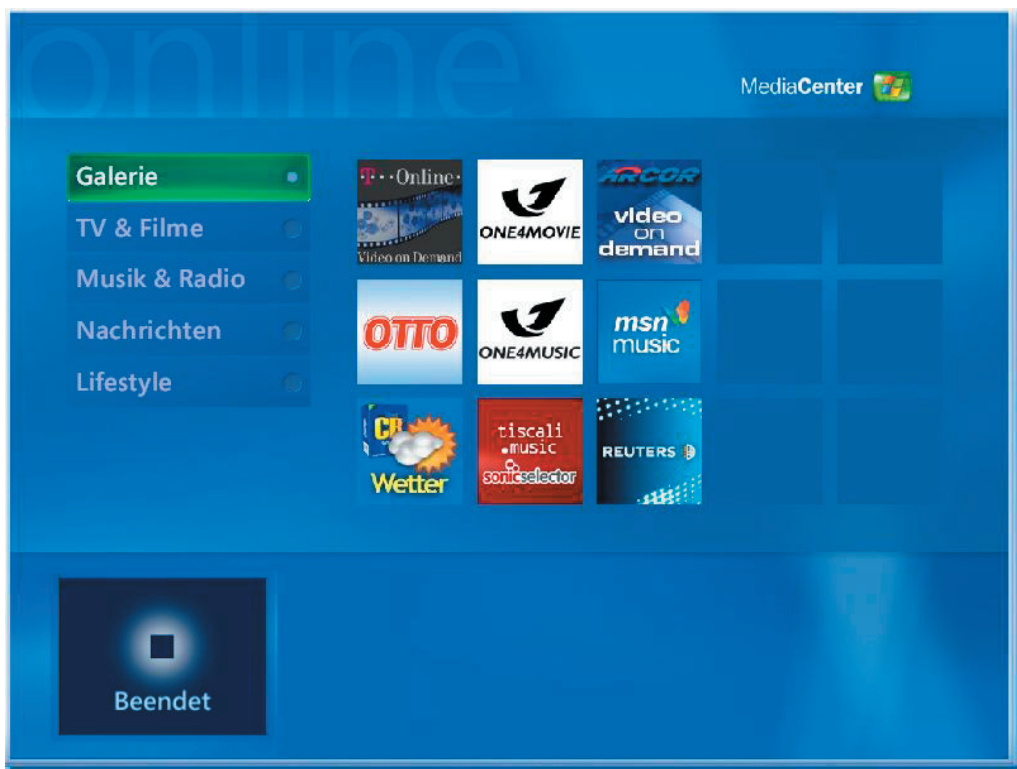 online
MediaCenter
Galerie
TV & Filme
Musik & Radio
Nachrichten
Lifestyle
T···Online·
Video on Demand
ONE4MOVIE
ARCOR
video
on
demand
OTTO
ONE4MUSIC
msn
music
CB
Wetter
tiscali
.music
sonicselector
REUTERS
Beendet